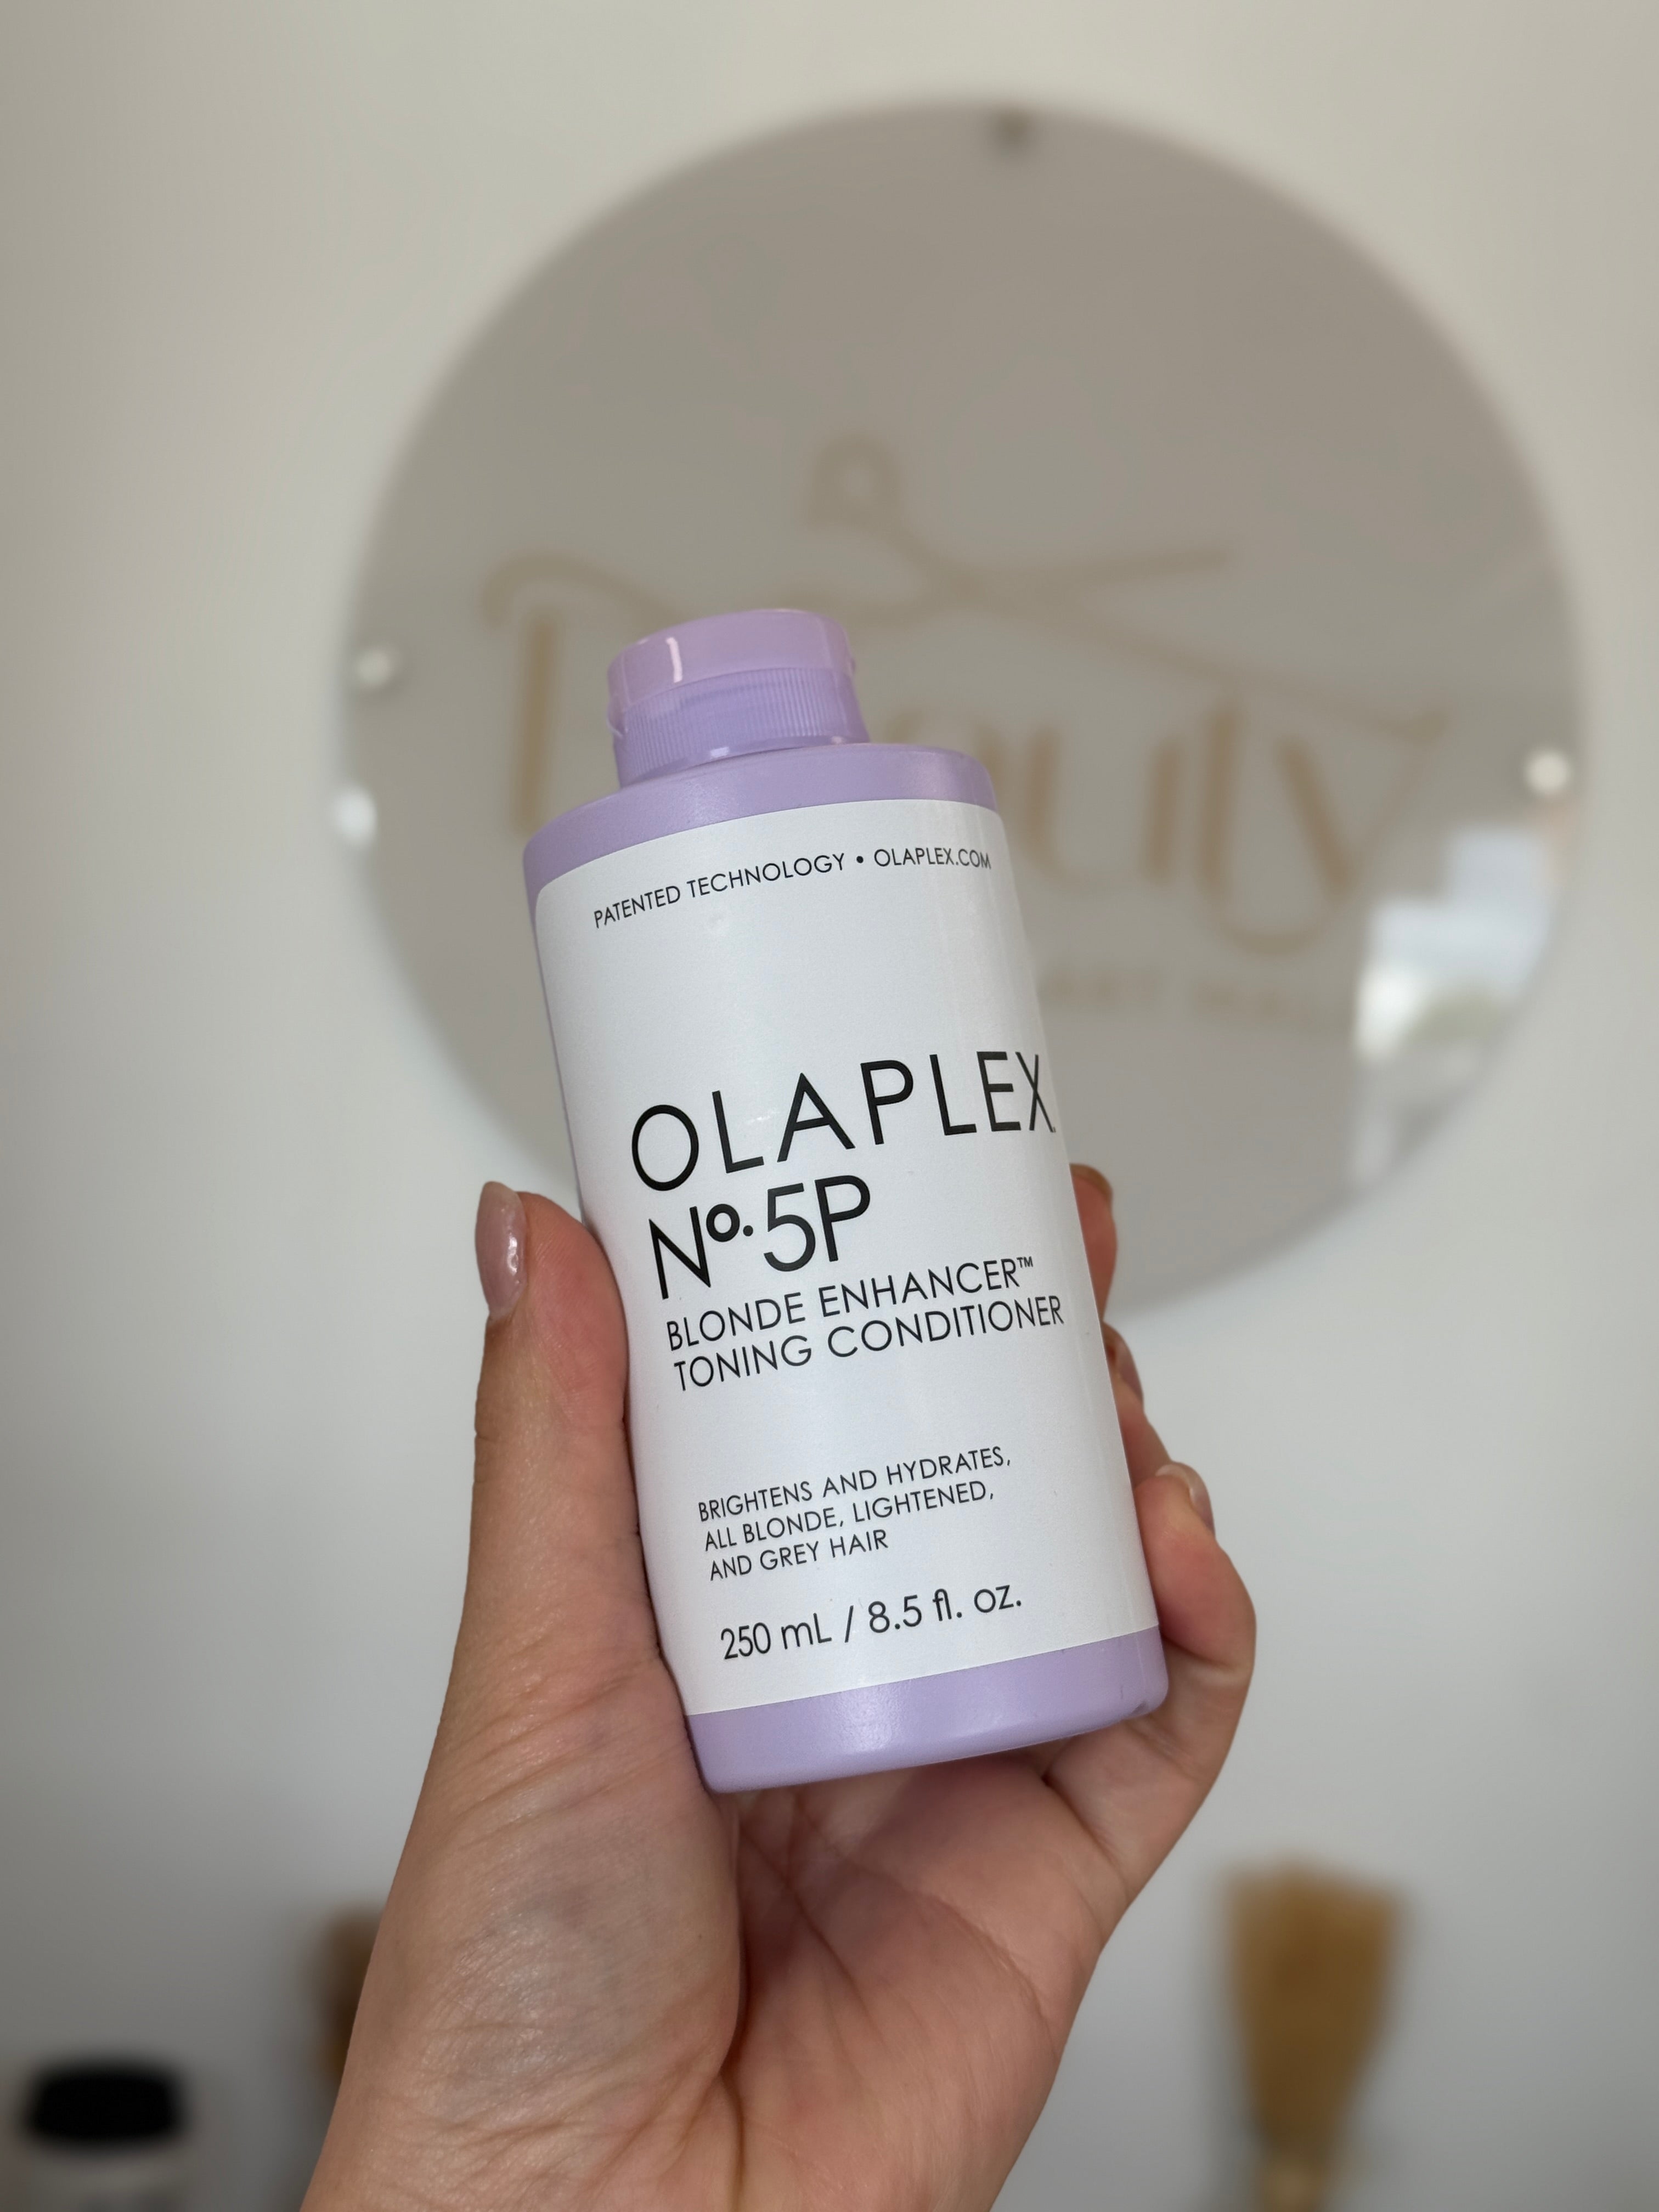 PATENTED TECHNOLOGY • OLAPLEX.COM
OLAPLEX.
Nº.5P
BLONDE ENHANCER™
TONING CONDITIONER
BRIGHTENS AND HYDRATES,
ALL BLONDE, LIGHTENED,
AND GREY HAIR
250 mL / 8.5 fl. oz.